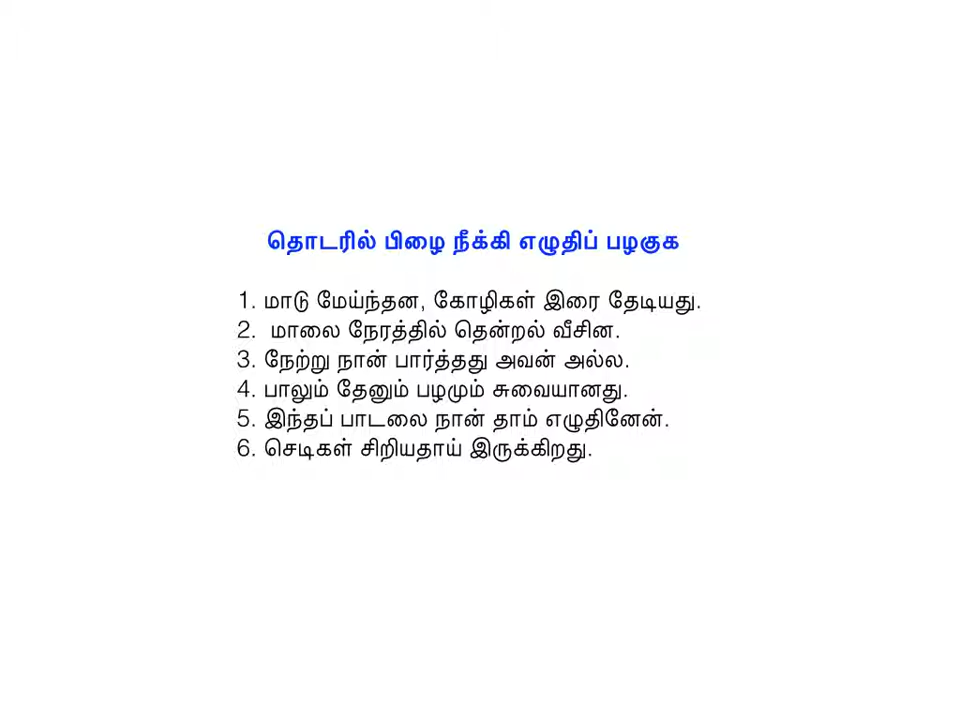 தொடரில் பிழை நீக்கி எழுதிப் பழகுக
1. மாடு மேய்ந்தன, கோழிகள் இரை தேடியது.
2. மாலை நேரத்தில் தென்றல் வீசின.
3. நேற்று நான் பார்த்தது அவன் அல்ல.
4. பாலும் தேனும் பழமும் சுவையானது.
5. இந்தப் பாடலை நான் தாம் எழுதினேன்.
6. செடிகள் சிறியதாய் இருக்கிறது.